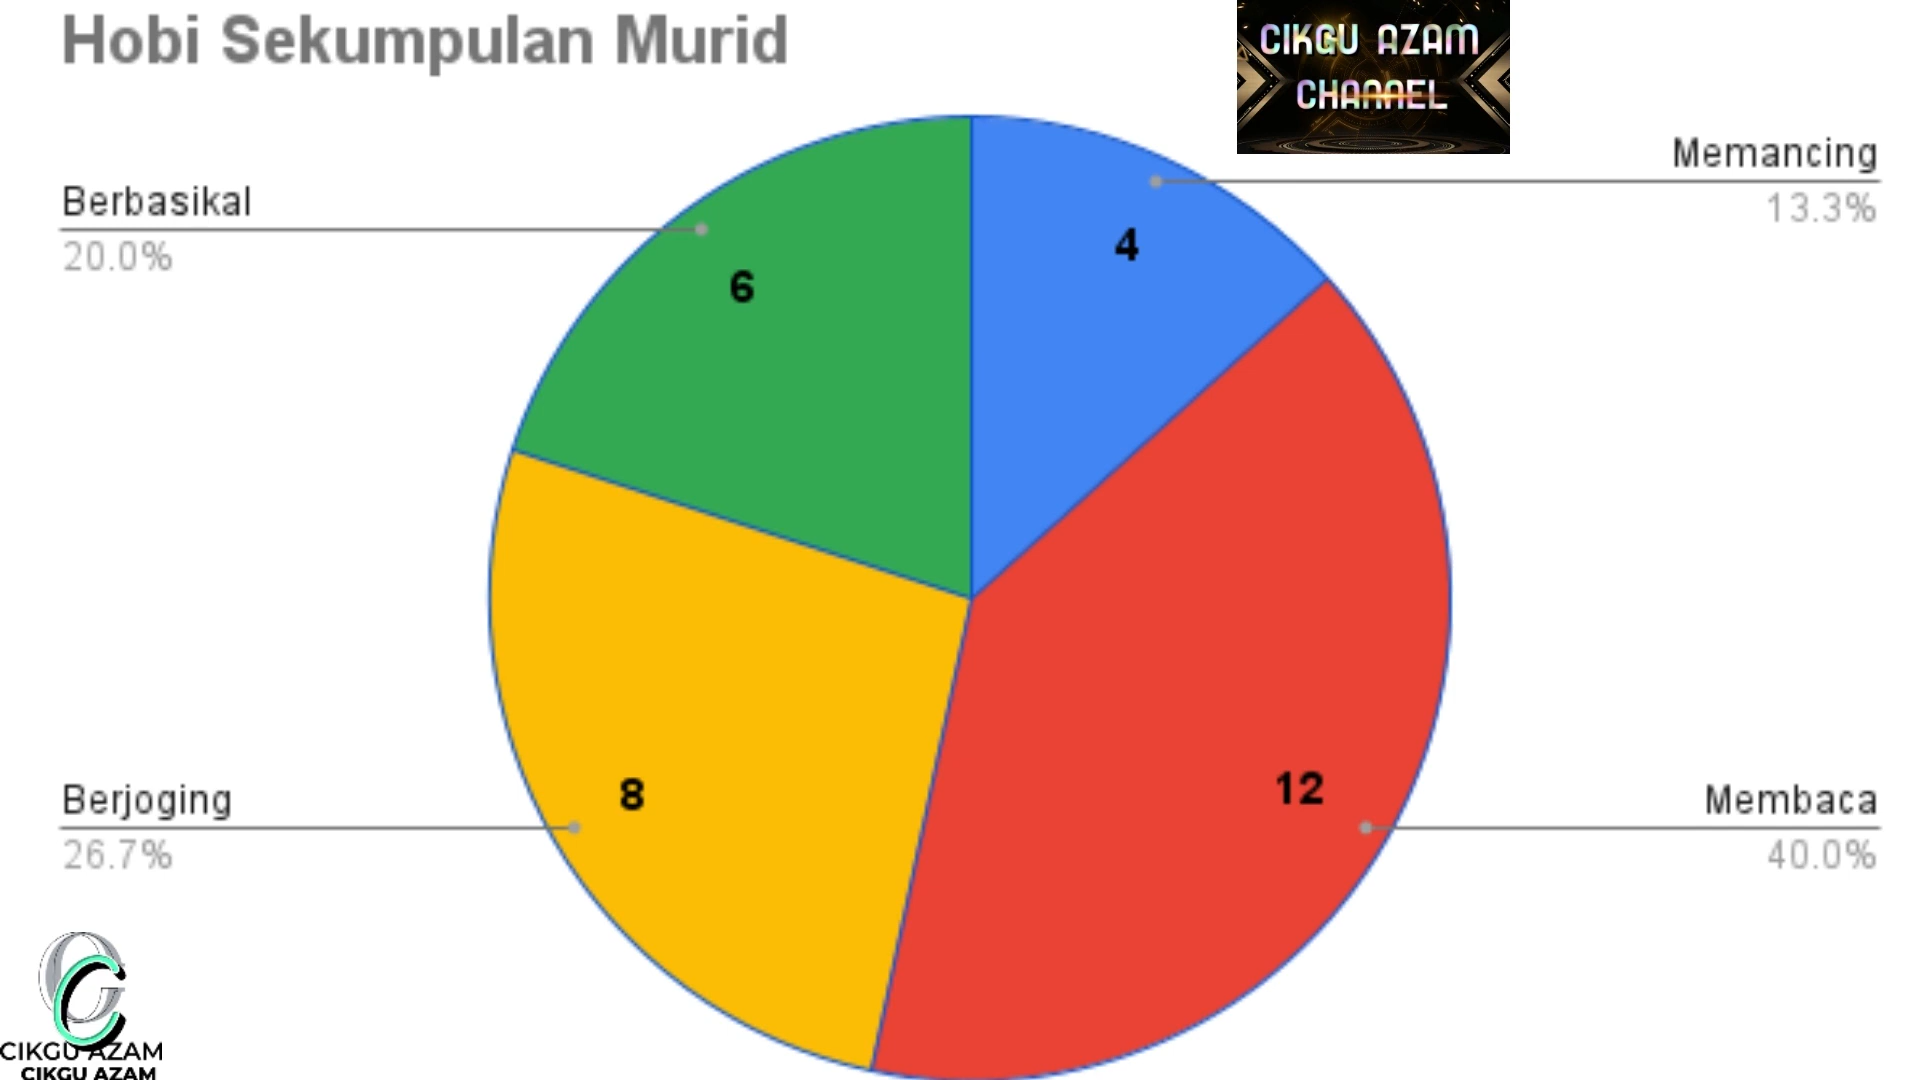 Hobi Sekumpulan Murid
CIKGU AZAM
CHANNEL
Memancing
13.3%
Berbasikal
20.0%
4
6
12
8
Berjoging
26.7%
Membaca
40.0%
CIKGU AZAM
CIKGU AZAM